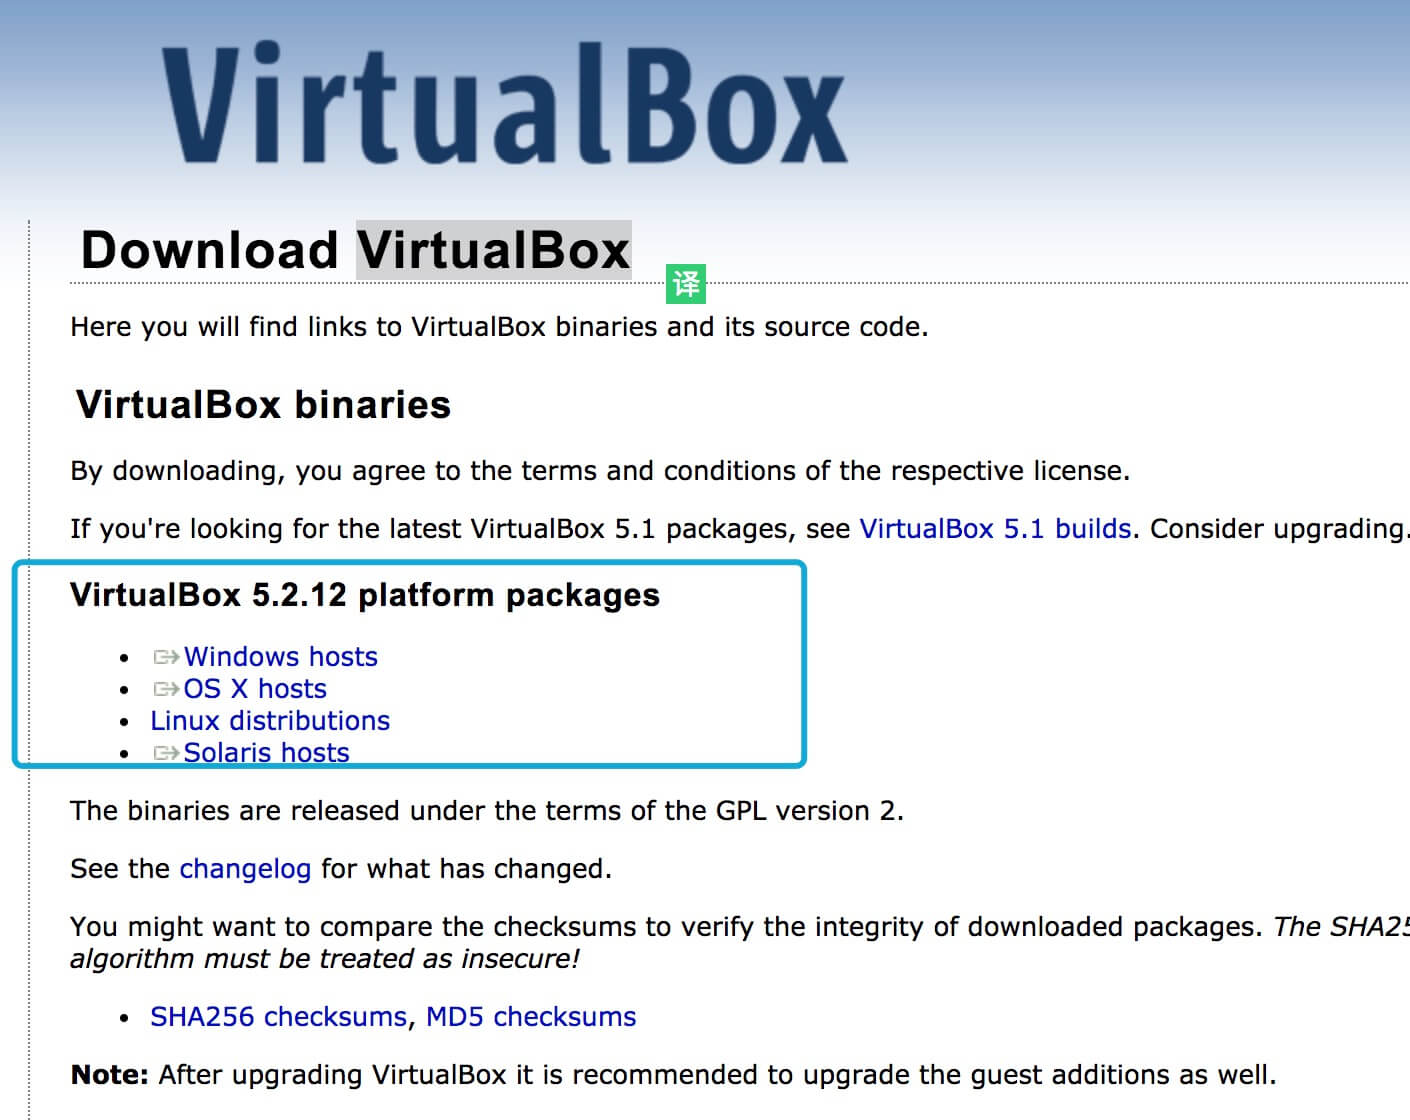 VirtualBox
Download VirtualBox
译
Here you will find links to VirtualBox binaries and its source code.
VirtualBox binaries
By downloading, you agree to the terms and conditions of the respective license.
If you're looking for the latest VirtualBox 5.1 packages, see VirtualBox 5.1 builds. Consider upgrading.
VirtualBox 5.2.12 platform packages
• Windows hosts
• OS X hosts
• Linux distributions
• Solaris hosts
The binaries are released under the terms of the GPL version 2.
See the changelog for what has changed.
You might want to compare the checksums to verify the integrity of downloaded packages. The SHA25
algorithm must be treated as insecure!
• SHA256 checksums, MD5 checksums
Note: After upgrading VirtualBox it is recommended to upgrade the guest additions as well.